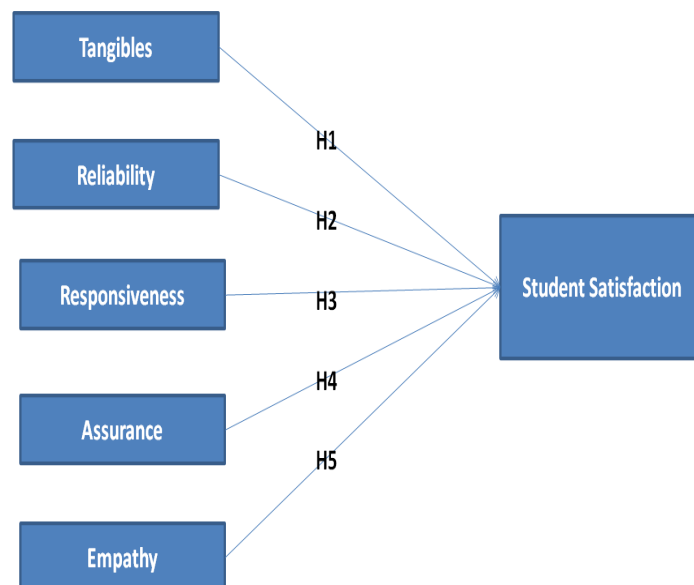 Tangibles
H1
Reliability
H2
Responsiveness
H3
Student Satisfaction
Assurance
H4
H5
Empathy